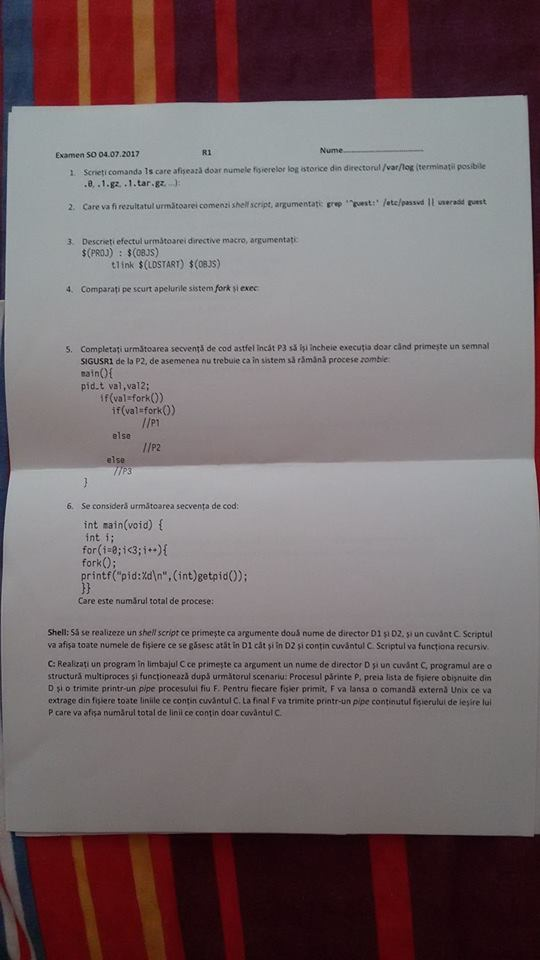 Examen SO 04.07.2017 R1 Nume
1. Scrieți comanda ls care afișează doar numele fișierelor log istorice din directorul /var/log (terminații posibile
.0, .1.gz, .1.tar.gz, ...):
2. Care va fi rezultatul următoarei comenzi shell script, argumentați: grep '^guest:' /etc/passwd || useradd guest
3. Descrieți efectul următoarei directive macro, argumentați:
$(PROJ) : $(OBJS)
tlink $(LDSTART) $(OBJS)
4. Comparați pe scurt apelurile sistem fork și exec:
5. Completați următoarea secvență de cod astfel încât P3 să își încheie execuția doar când primește un semnal
SIGUSR1 de la P2, de asemenea nu trebuie ca în sistem să rămână procese zombie:
main(){
pid_t val,val2;
if(val=fork())
if(val=fork())
//P1
else
//P2
else
//P3
}
6. Se consideră următoarea secvența de cod:
int main(void) {
int i;
for(i=0;i<3;i++){
fork();
printf("pid:%d\n",(int)getpid());
}}
Care este numărul total de procese:
Shell: Să se realizeze un shell script ce primește ca argumente două nume de director D1 și D2, și un cuvânt C. Scriptul
va afișa toate numele de fișiere ce se găsesc atât în D1 cât și în D2 și conțin cuvântul C. Scriptul va funcționa recursiv.
C: Realizați un program în limbajul C ce primește ca argument un nume de director D și un cuvânt C, programul are o
structură multiproces și funcționează după următorul scenariu: Procesul părinte P, preia lista de fișiere obișnuite din
D și o trimite printr-un pipe procesului fiu F. Pentru fiecare fișier primit, F va lansa o comandă externă Unix ce va
extrage din fișiere toate liniile ce conțin cuvântul C. La final F va trimite printr-un pipe conținutul fișierului de ieșire lui
P care va afișa numărul total de linii ce conțin doar cuvântul C.